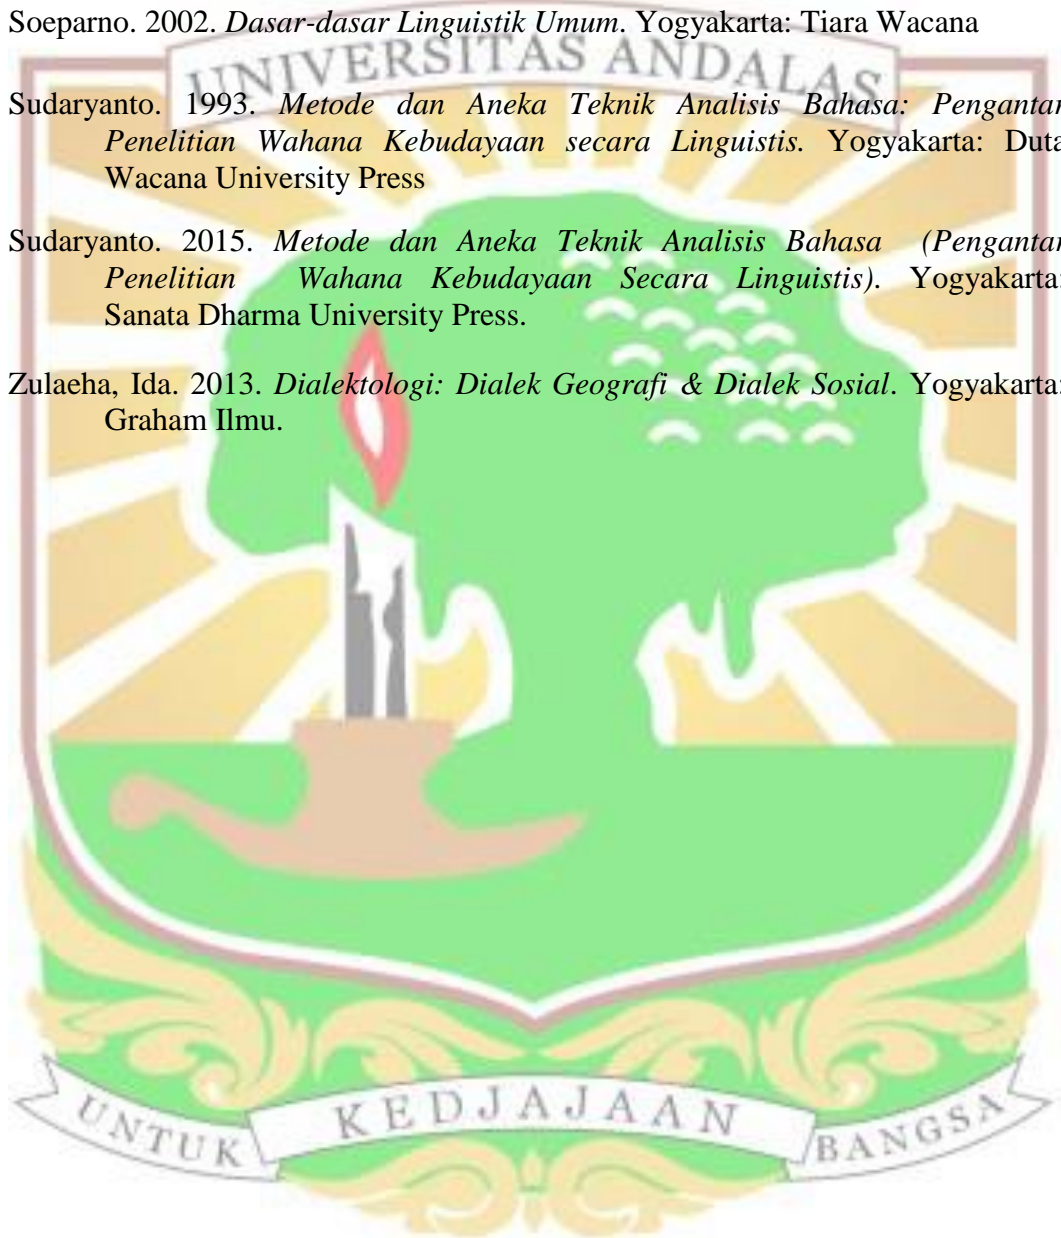 Soeparno. 2002. Dasar-dasar Linguistik Umum. Yogyakarta: Tiara Wacana
UNIVERSITAS ANDALAS
Sudaryanto. 1993. Metode dan Aneka Teknik Analisis Bahasa: Pengantar
Penelitian Wahana Kebudayaan secara Linguistis. Yogyakarta: Duta
Wacana University Press
Sudaryanto. 2015. Metode dan Aneka Teknik Analisis Bahasa (Pengantar
Penelitian Wahana Kebudayaan Secara Linguistis). Yogyakarta:
Sanata Dharma University Press.
Zulaeha, Ida. 2013. Dialektologi: Dialek Geografi & Dialek Sosial. Yogyakarta:
Graham Ilmu.
UNTUK KEDJAJAAN BANGSA